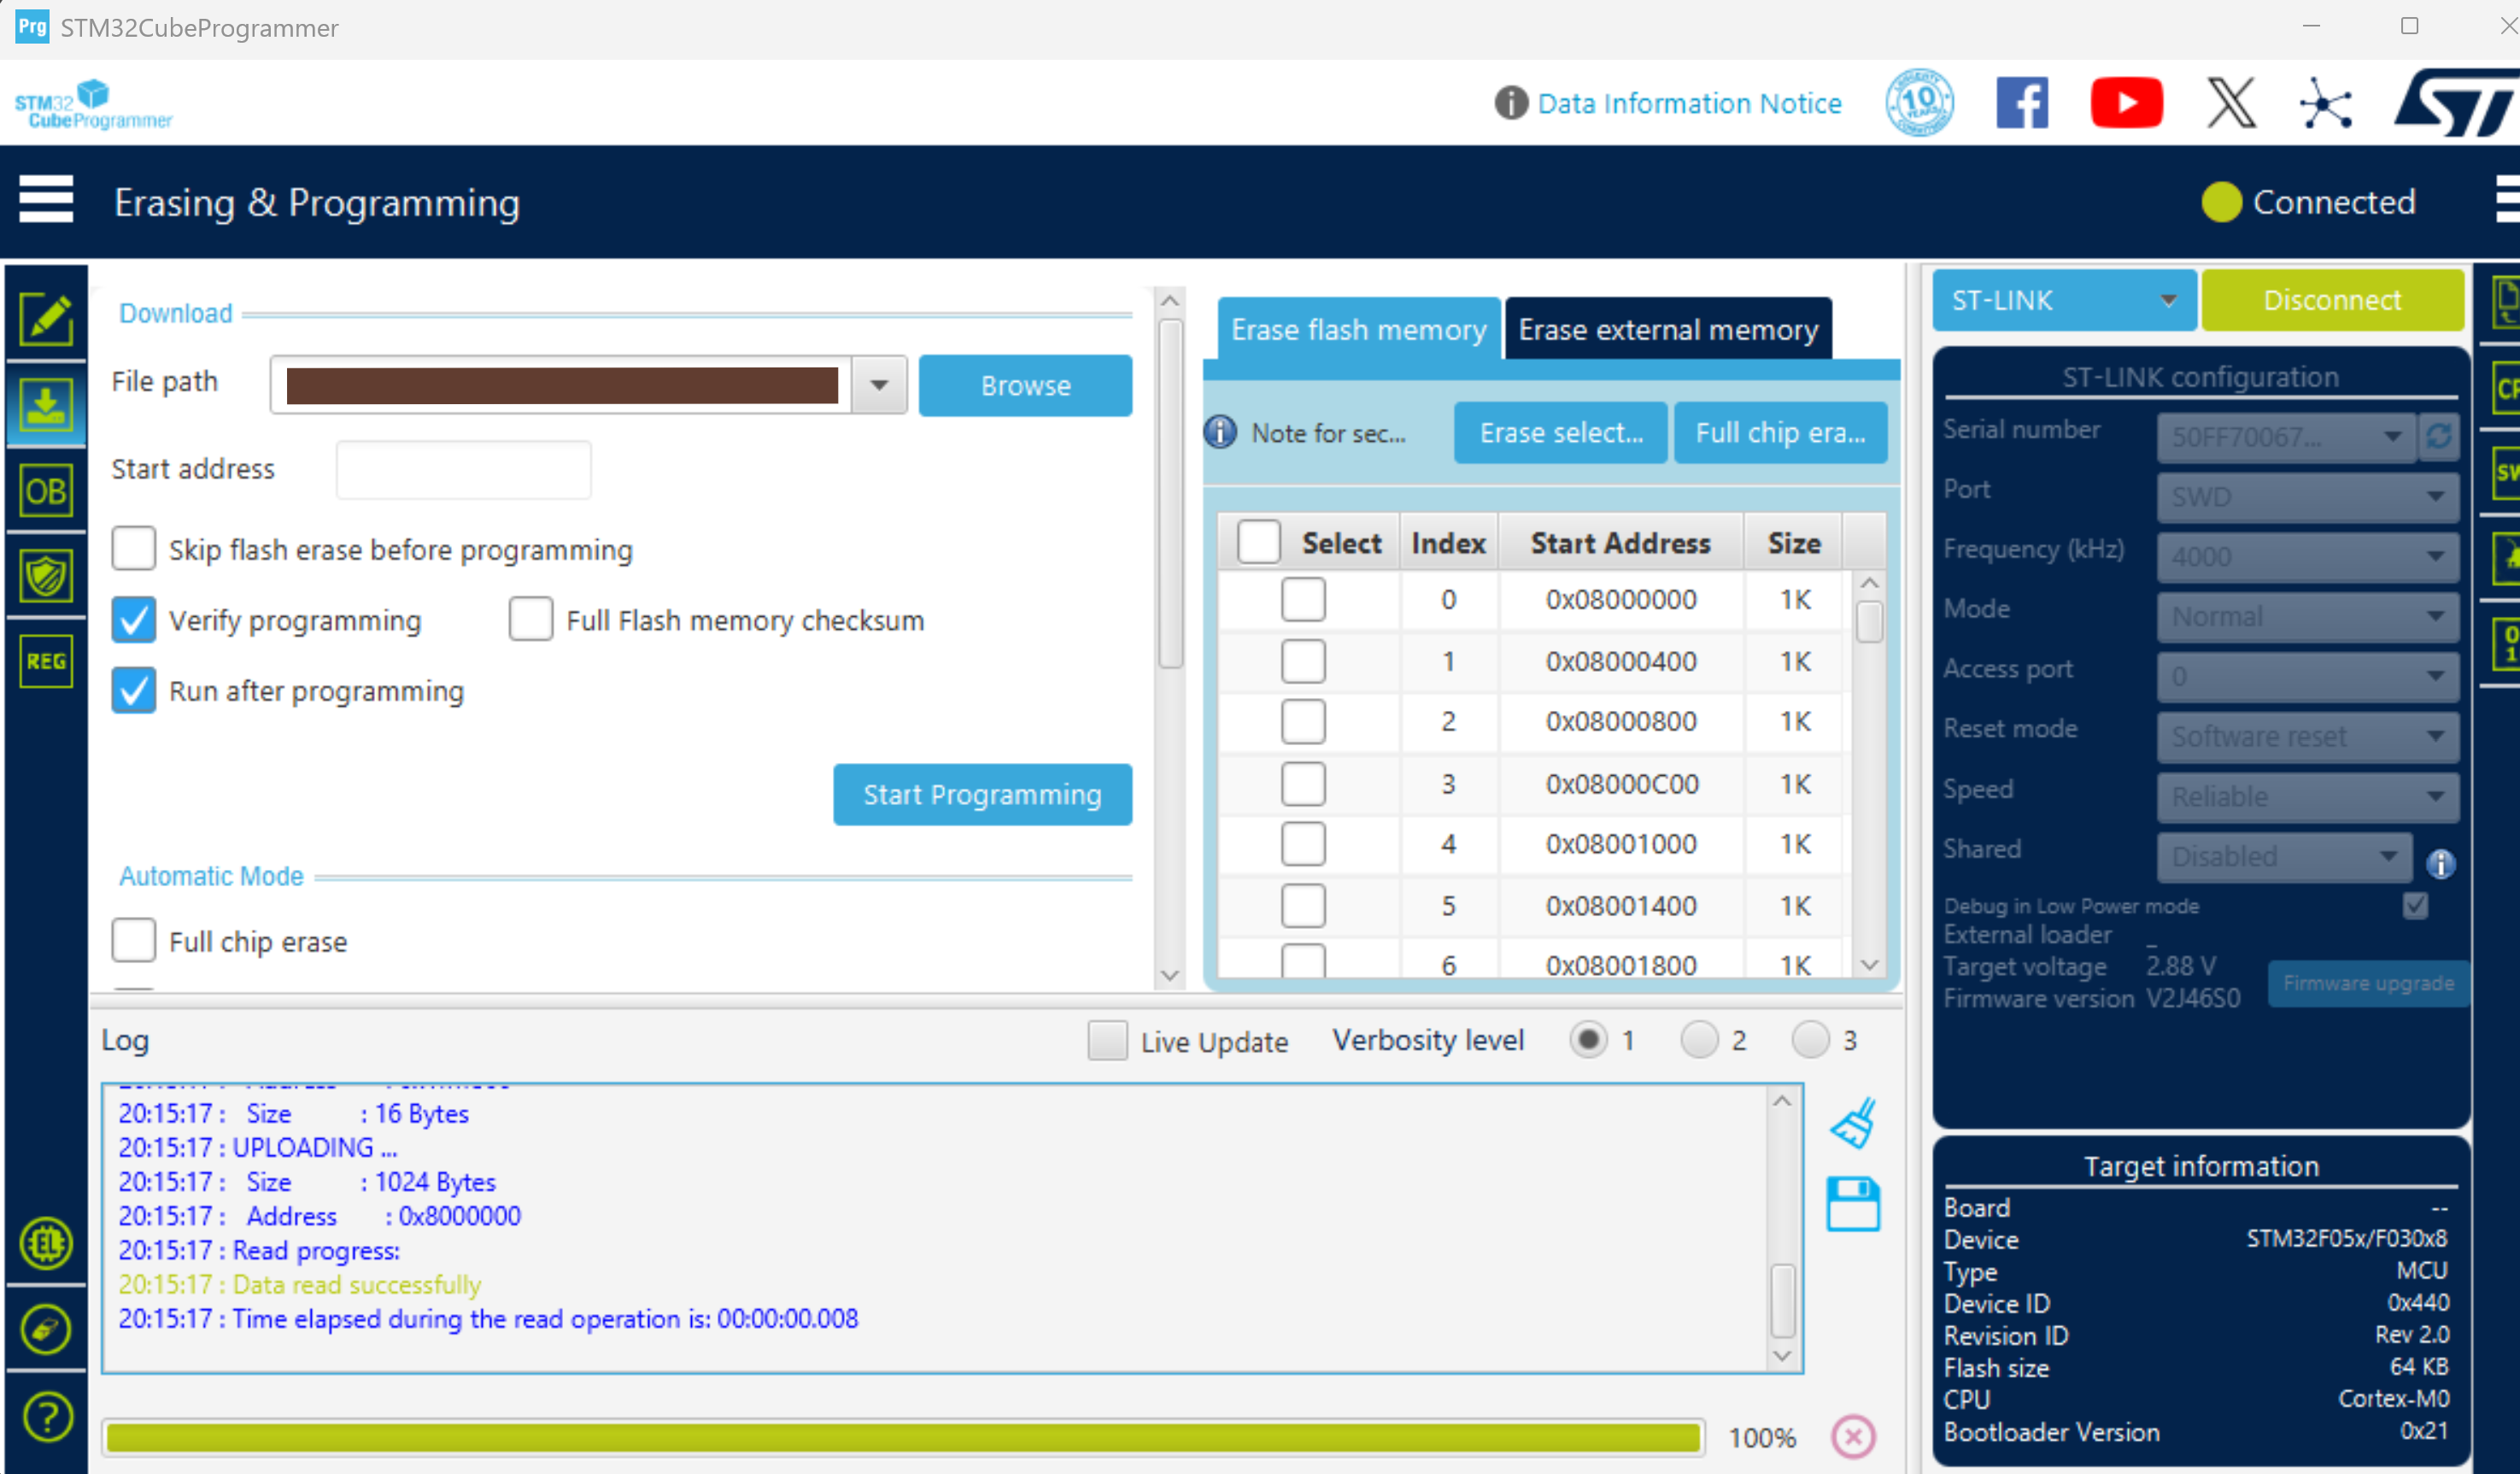 Prg STM32CubeProgrammer
STM32
CubeProgrammer
Data Information Notice
10
Erasing & Programming
Connected
Download
File path
Browse
Start address
Skip flash erase before programming
Verify programming
Full Flash memory checksum
Run after programming
Start Programming
Automatic Mode
Full chip erase
OB
REG
EL
Erase flash memory
Erase external memory
Note for sec...
Erase select...
Full chip era...
Select Index Start Address Size
0 0x08000000 1K
1 0x08000400 1K
2 0x08000800 1K
3 0x08000C00 1K
4 0x08001000 1K
5 0x08001400 1K
6 0x08001800 1K
ST-LINK
Disconnect
ST-LINK configuration
Serial number 50FF70067...
Port SWD
Frequency (kHz) 4000
Mode Normal
Access port 0
Reset mode Software reset
Speed Reliable
Shared Disabled
Debug in Low Power mode
External loader _
Target voltage 2.88 V
Firmware version V2J46S0
Firmware upgrade
Log
Live Update
Verbosity level 1 2 3
20:15:17 : Size : 16 Bytes
20:15:17 : UPLOADING ...
20:15:17 : Size : 1024 Bytes
20:15:17 : Address : 0x8000000
20:15:17 : Read progress:
20:15:17 : Data read successfully
20:15:17 : Time elapsed during the read operation is: 00:00:00.008
100%
Target information
Board --
Device STM32F05x/F030x8
Type MCU
Device ID 0x440
Revision ID Rev 2.0
Flash size 64 KB
CPU Cortex-M0
Bootloader Version 0x21